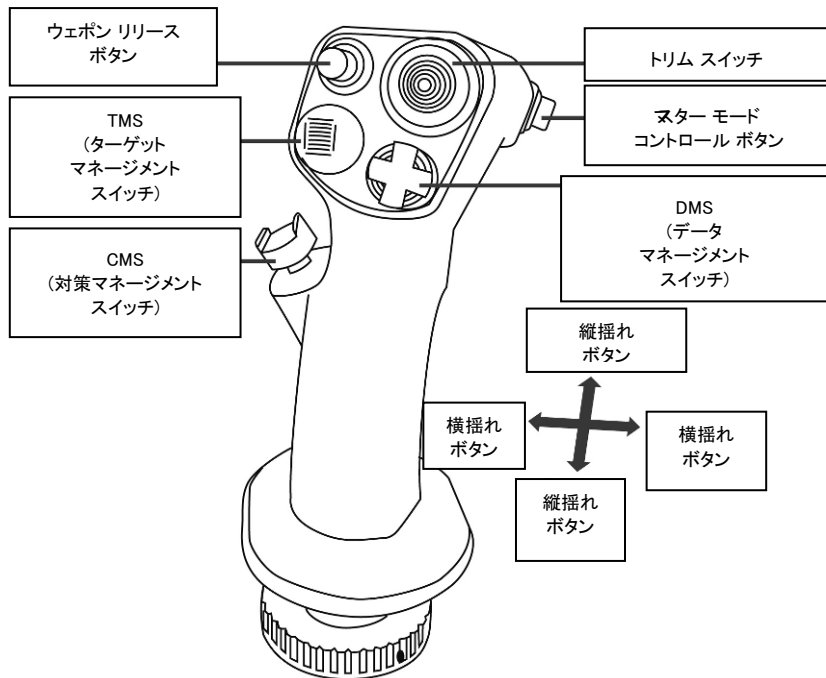 ウェポン リリース
ボタン
TMS
(ターゲット
マネージメント
スイッチ)
CMS
(対策マネージメント
スイッチ)
トリム スイッチ
マスター モード
コントロール ボタン
DMS
(データ
マネージメント
スイッチ)
縦揺れ
ボタン
横揺れ
ボタン
横揺れ
ボタン
縦揺れ
ボタン